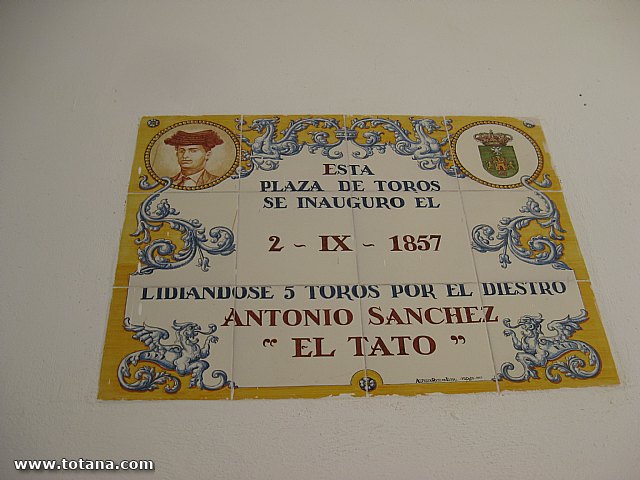 ESTA
PLAZA DE TOROS
SE INAUGURO EL
2 - IX - 1857
LIDIANDOSE 5 TOROS POR EL DIESTRO
ANTONIO SANCHEZ
" EL TATO "
www.totana.com